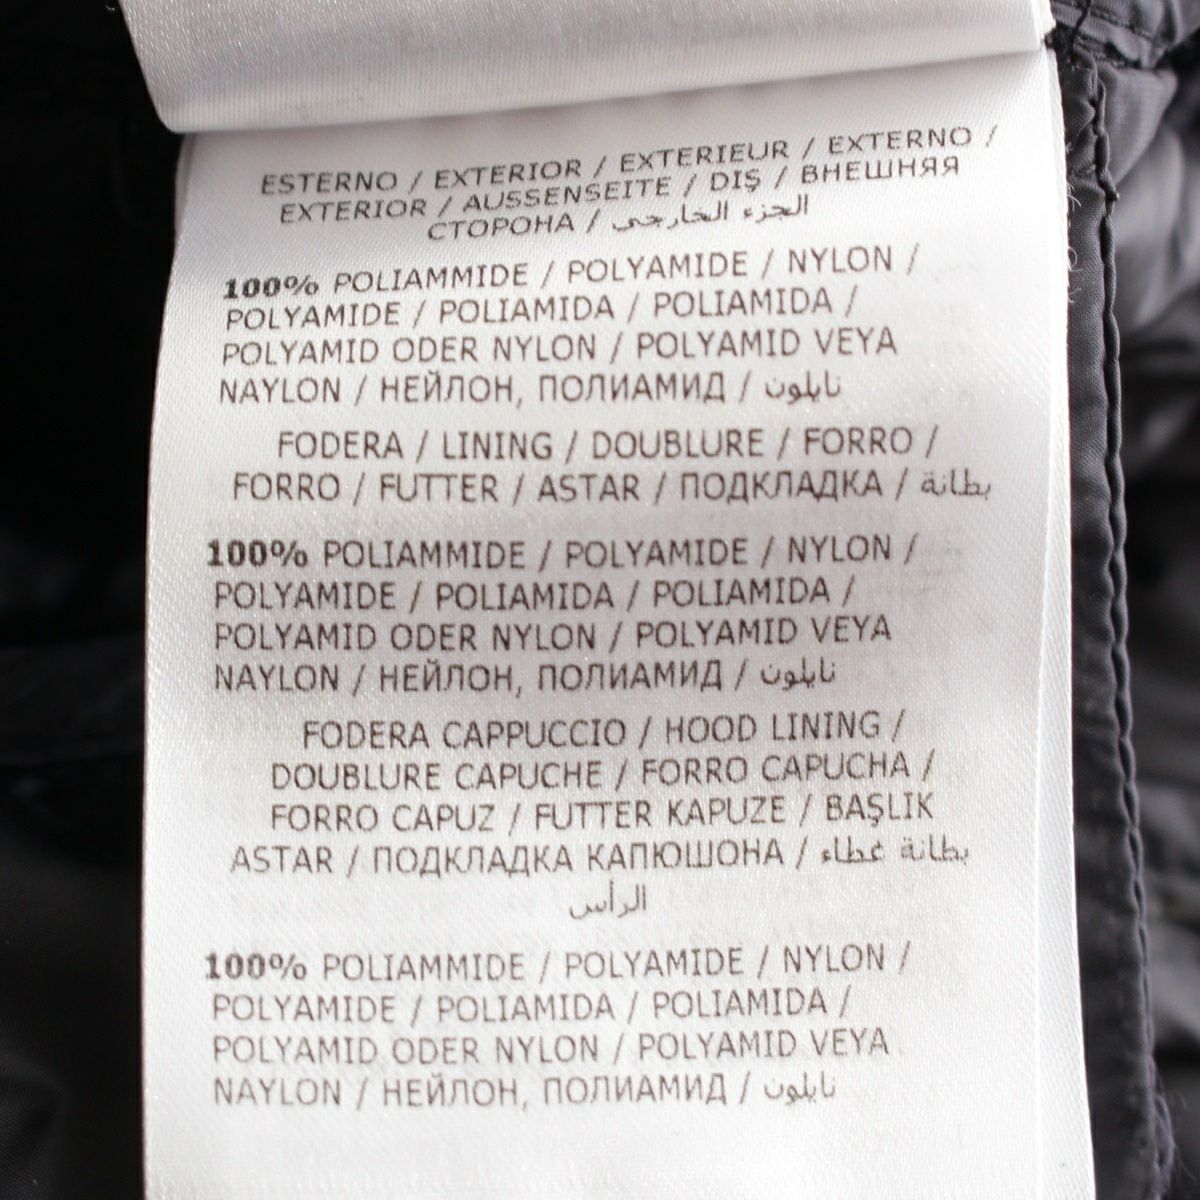 ESTERNO / EXTERIOR / EXTERIEUR / EXTERNO /
EXTERIOR / AUSSENSEITE / DIŞ / ВНЕШНЯЯ
СТОРОНА / الجزء الخارجي
100% POLIAMMIDE / POLYAMIDE / NYLON /
POLYAMIDE / POLIAMIDA / POLIAMIDA /
POLYAMID ODER NYLON / POLYAMID VEYA
NAYLON / НЕЙЛОН, ПОЛИАМИД / نايلون
FODERA / LINING / DOUBLURE / FORRO /
FORRO / FUTTER / ASTAR / ПОДКЛАДКА / بطانة
100% POLIAMMIDE / POLYAMIDE / NYLON /
POLYAMIDE / POLIAMIDA / POLIAMIDA /
POLYAMID ODER NYLON / POLYAMID VEYA
NAYLON / НЕЙЛОН, ПОЛИАМИД / نايلون
FODERA CAPPUCCIO / HOOD LINING /
DOUBLURE CAPUCHE / FORRO CAPUCHA /
FORRO CAPUZ / FUTTER KAPUZE / BAŞLIK
ASTAR / ПОДКЛАДКА КАПЮШОНА / بطانة غطاء
الرأس
100% POLIAMMIDE / POLYAMIDE / NYLON /
POLYAMIDE / POLIAMIDA / POLIAMIDA /
POLYAMID ODER NYLON / POLYAMID VEYA
NAYLON / НЕЙЛОН, ПОЛИАМИД / نايلون